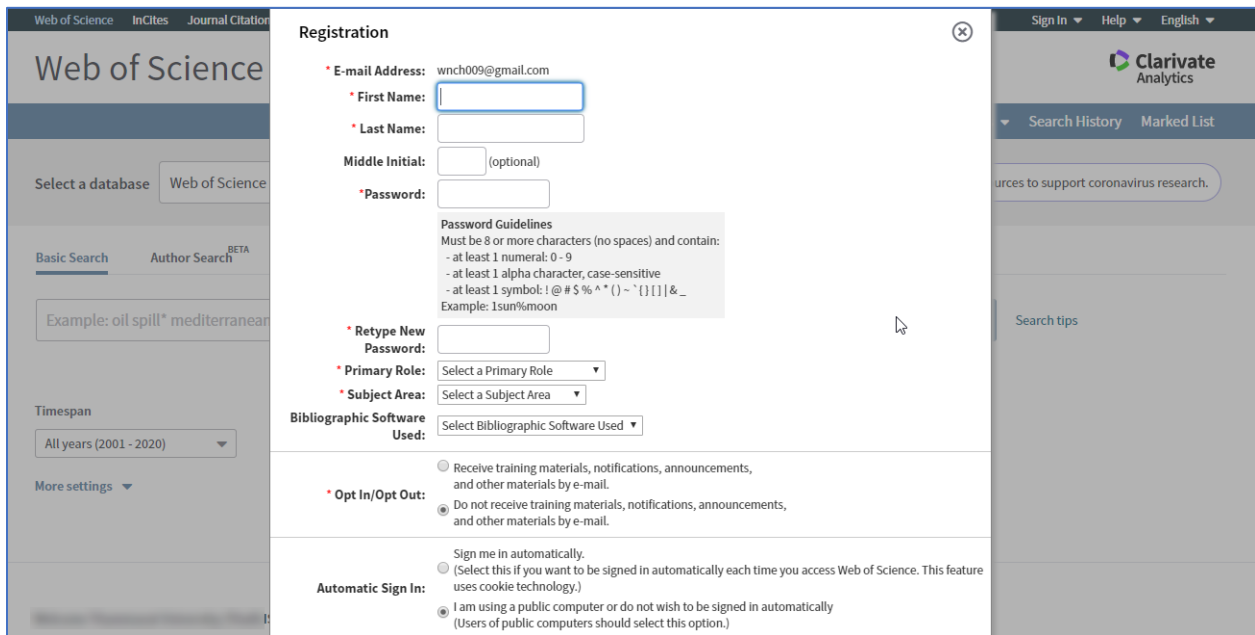 Web of Science InCites Journal Citation
Sign In Help English
Registration
Web of Science
Clarivate
Analytics
* E-mail Address: wnch009@gmail.com
* First Name:
* Last Name:
Search History Marked List
Middle Initial: (optional)
Select a database Web of Science
urces to support coronavirus research.
*Password:
Password Guidelines
Must be 8 or more characters (no spaces) and contain:
- at least 1 numeral: 0 - 9
- at least 1 alpha character, case-sensitive
- at least 1 symbol: ! @ # $ % ^ * ( ) ~ ` { } [ ] | & _
Example: 1sun%moon
Basic Search Author Search BETA
Example: oil spill* mediterranean
Search tips
* Retype New
Password:
* Primary Role: Select a Primary Role
* Subject Area: Select a Subject Area
Bibliographic Software
Used: Select Bibliographic Software Used
Timespan
All years (2001 - 2020)
More settings
* Opt In/Opt Out:
Receive training materials, notifications, announcements,
and other materials by e-mail.
Do not receive training materials, notifications, announcements,
and other materials by e-mail.
Automatic Sign In:
Sign me in automatically.
(Select this if you want to be signed in automatically each time you access Web of Science. This feature
uses cookie technology.)
I am using a public computer or do not wish to be signed in automatically
(Users of public computers should select this option.)